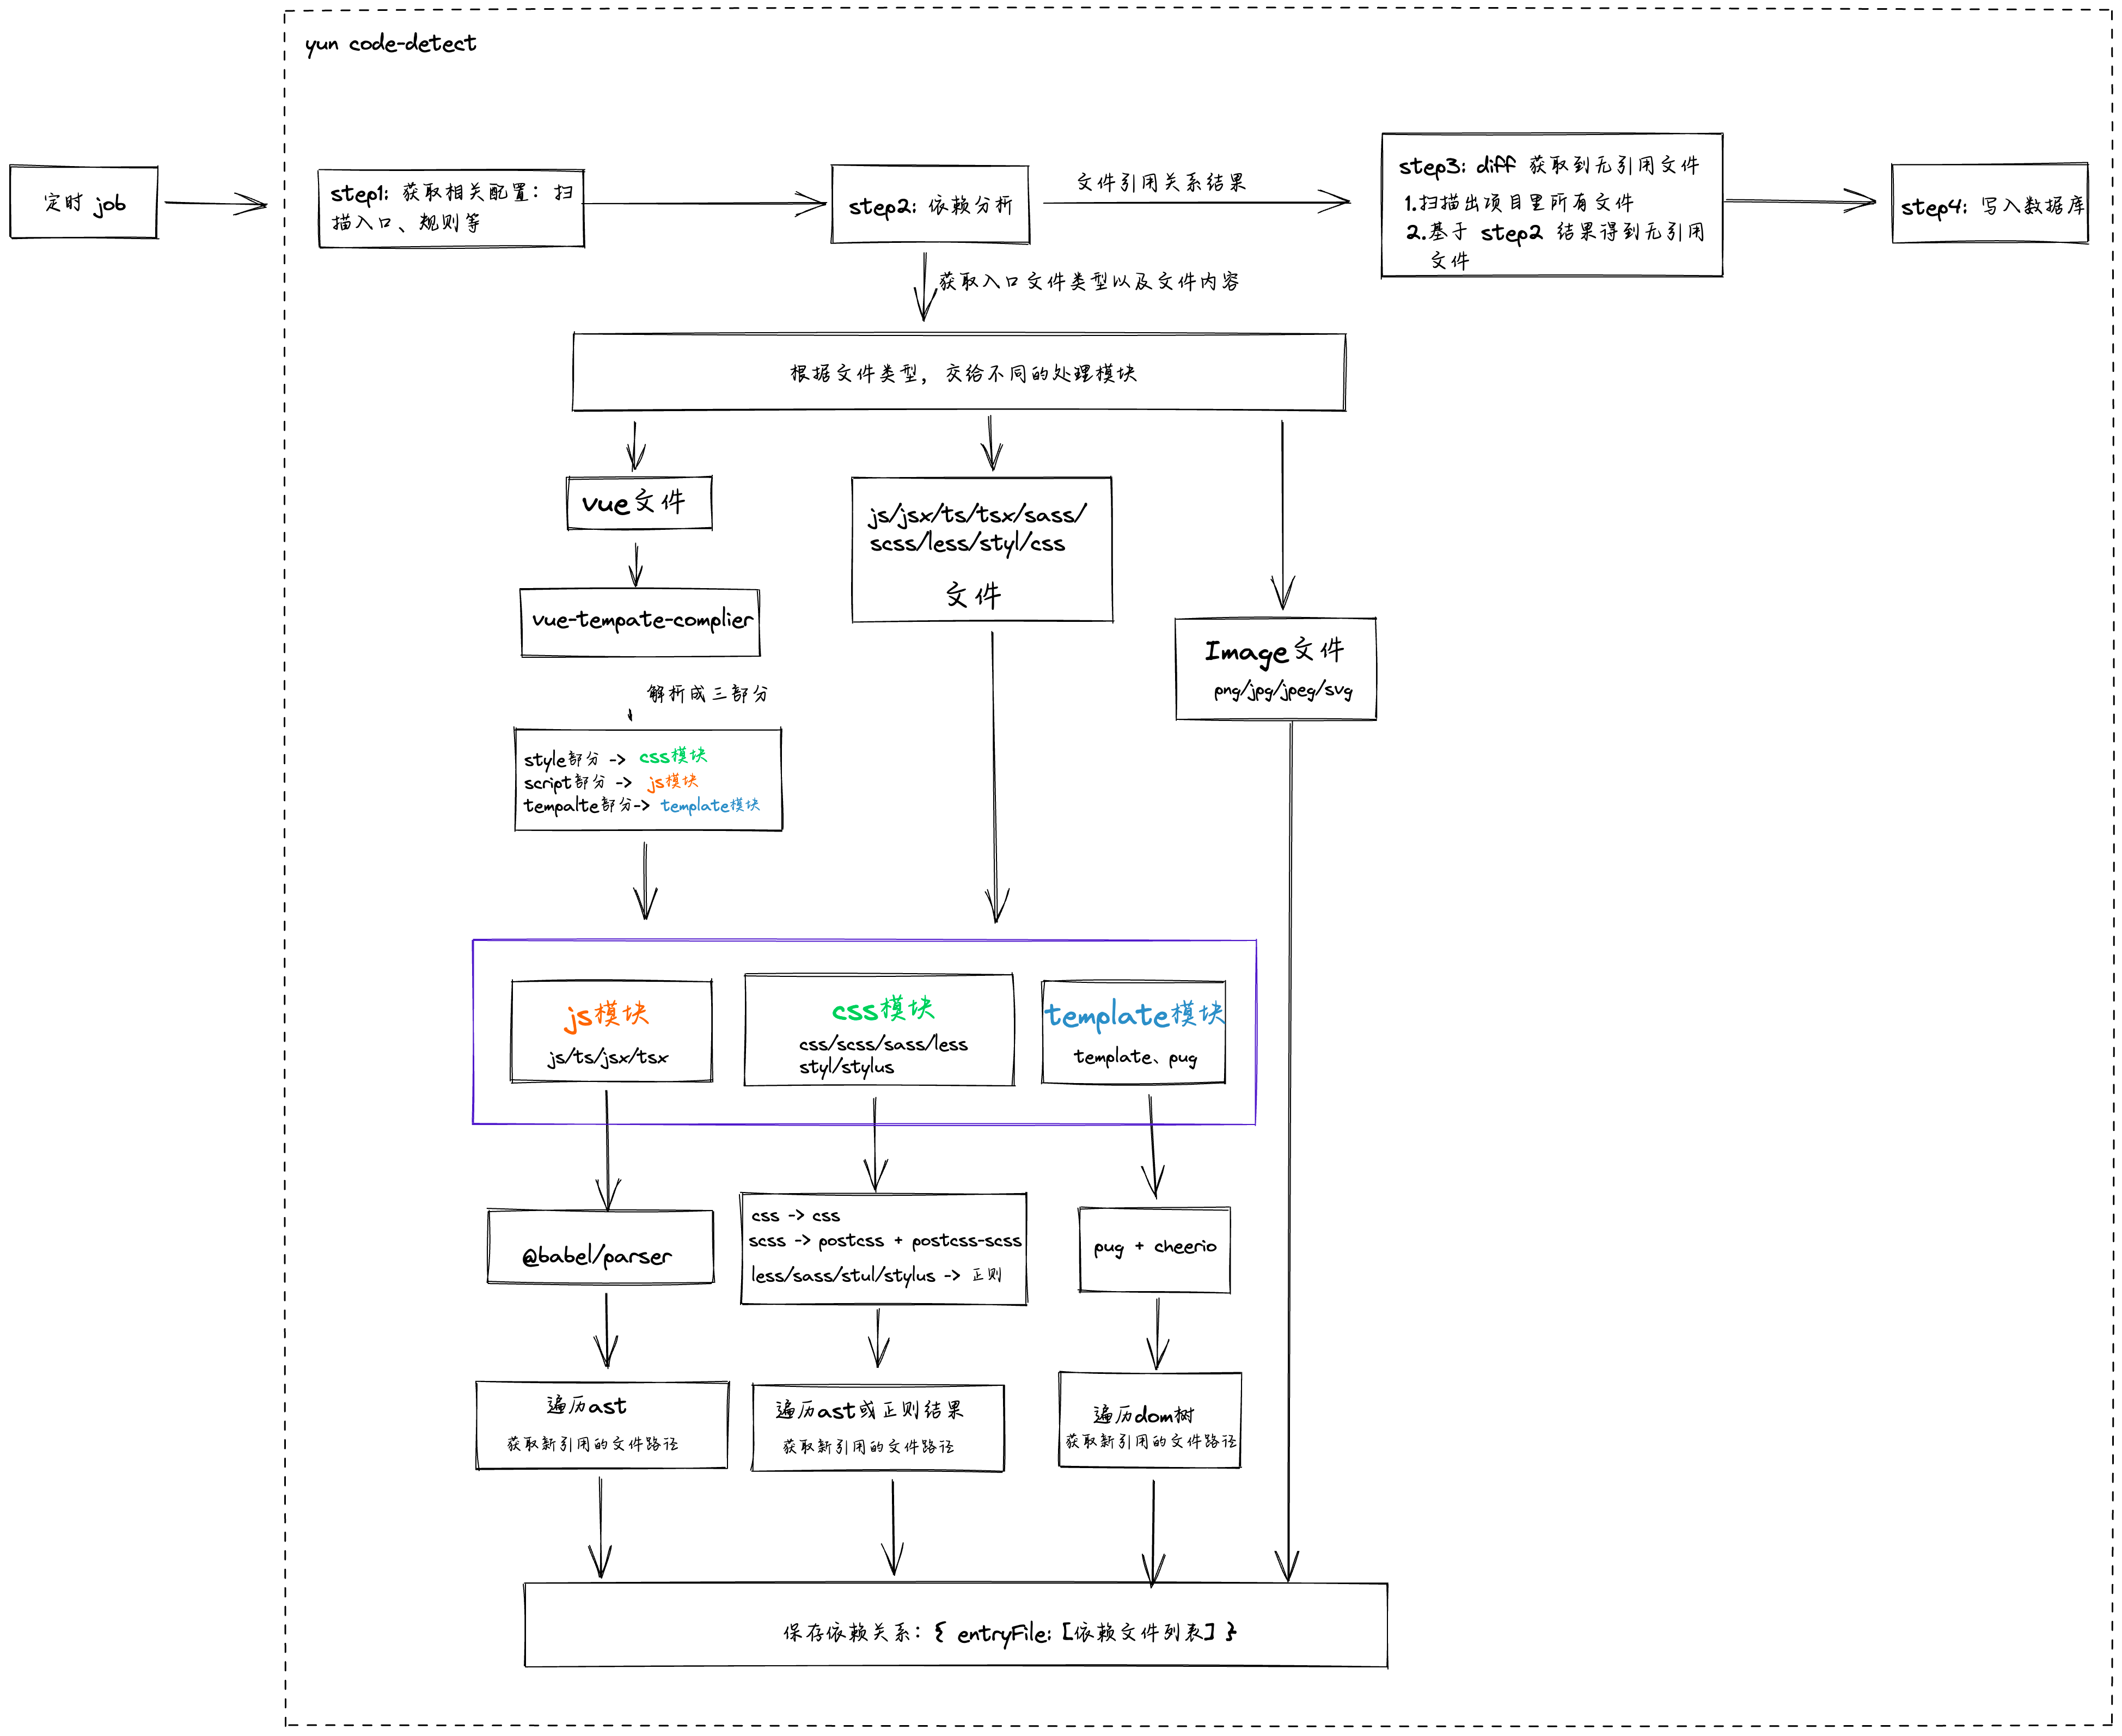 yun code-detect
定时 job
step1: 获取相关配置：扫
描入口、规则等
step2: 依赖分析
文件引用关系结果
step3: diff 获取到无引用文件
1.扫描出项目里所有文件
2.基于 step2 结果得到无引用
文件
step4: 写入数据库
获取入口文件类型以及文件内容
根据文件类型，交给不同的处理模块
vue文件
js/jsx/ts/tsx/sass/
scss/less/styl/css
文件
vue-tempate-complier
Image文件
png/jpg/jpeg/svg
解析成三部分
style部分 -> css模块
script部分 -> js模块
tempalte部分-> template模块
js模块
js/ts/jsx/tsx
css模块
css/scss/sass/less
styl/stylus
template模块
template、pug
@babel/parser
css -> css
scss -> postcss + postcss-scss
less/sass/stul/stylus -> 正则
pug + cheerio
遍历ast
获取新引用的文件路径
遍历ast或正则结果
获取新引用的文件路径
遍历dom树
获取新引用的文件路径
保存依赖关系：{ entryFile: [依赖文件列表] }